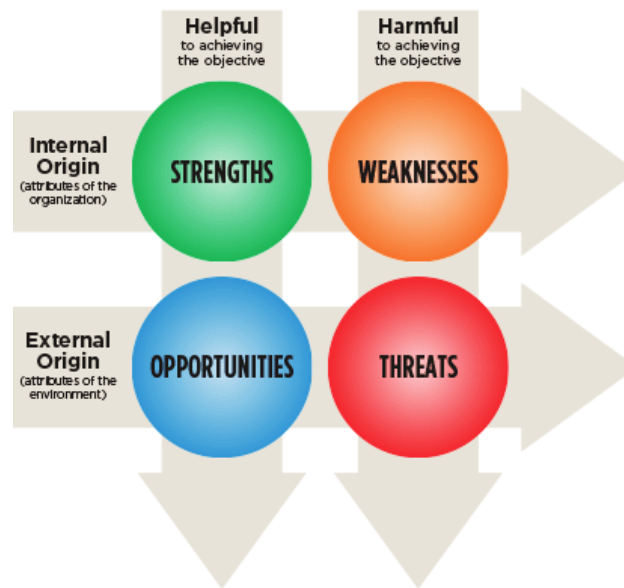 Helpful
to achieving
the objective
Harmful
to achieving
the objective
Internal
Origin
(attributes of the
organization)
STRENGTHS
WEAKNESSES
External
Origin
(attributes of the
environment)
OPPORTUNITIES
THREATS